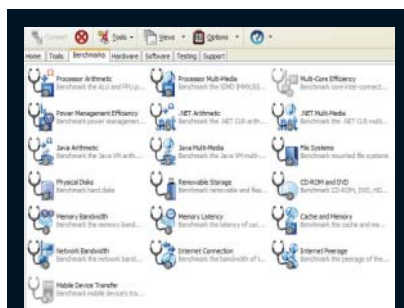 Connect Tools Views Options
Home Tools Benchmarks Hardware Software Testing Support
Processor Arithmetic Processor Multi-Media Multi-Core Efficiency
Benchmark the ALU and FPU p... Benchmark the SIMD (MMX/SS... Benchmark core inter-connect...
Power Management Efficiency .NET Arithmetic .NET Multi-Media
Benchmark power management... Benchmark the .NET CLR arith... Benchmark the .NET CLR multi...
Java Arithmetic Java Multi-Media File Systems
Benchmark the Java VM arith... Benchmark the Java VM multi-... Benchmark mounted file systems
Physical Disks Removable Storage CD-ROM and DVD
Benchmark hard disks Benchmark removable and flas... Benchmark CD-ROM, DVD, HD...
Memory Bandwidth Memory Latency Cache and Memory
Benchmark the memory band... Benchmark the latency of cac... Benchmark the cache and me...
Network Bandwidth Internet Connection Internet Peerage
Benchmark the network band... Benchmark the bandwidth of t... Benchmark the peerage of the...
Mobile Device Transfer
Benchmark mobile device's tra...